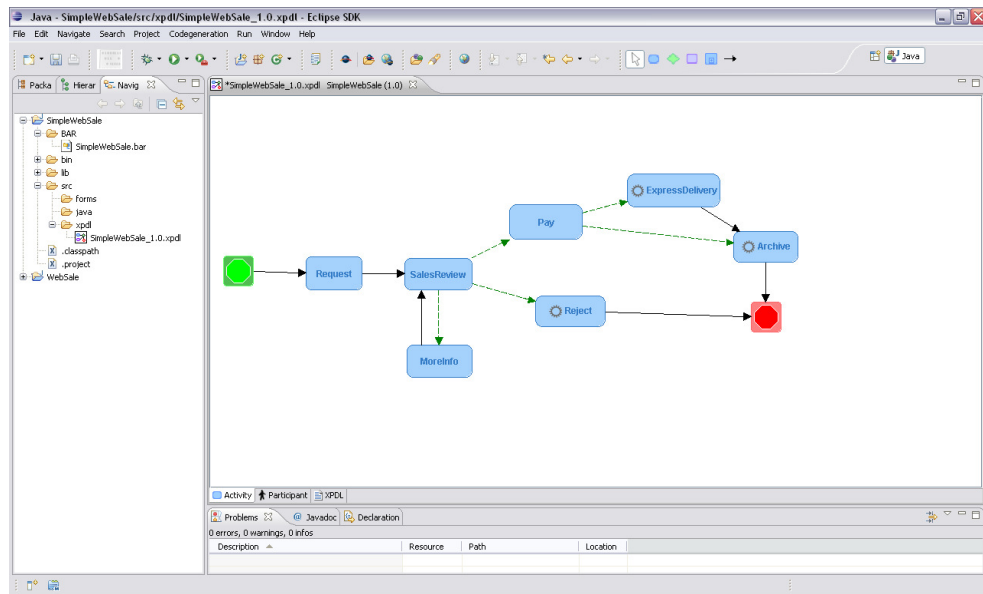 Java - SimpleWebSale/src/xpdl/SimpleWebSale_1.0.xpdl - Eclipse SDK
File Edit Navigate Search Project Codegeneration Run Window Help
Java
Packa Hierar Navig
*SimpleWebSale_1.0.xpdl SimpleWebSale (1.0)
SimpleWebSale
BAR
SimpleWebSale.bar
bin
lib
src
forms
java
xpdl
SimpleWebSale_1.0.xpdl
.classpath
.project
WebSale
ExpressDelivery
Pay
Archive
Request
SalesReview
Reject
MoreInfo
Activity Participant XPDL
Problems Javadoc Declaration
0 errors, 0 warnings, 0 infos
Description Resource Path Location